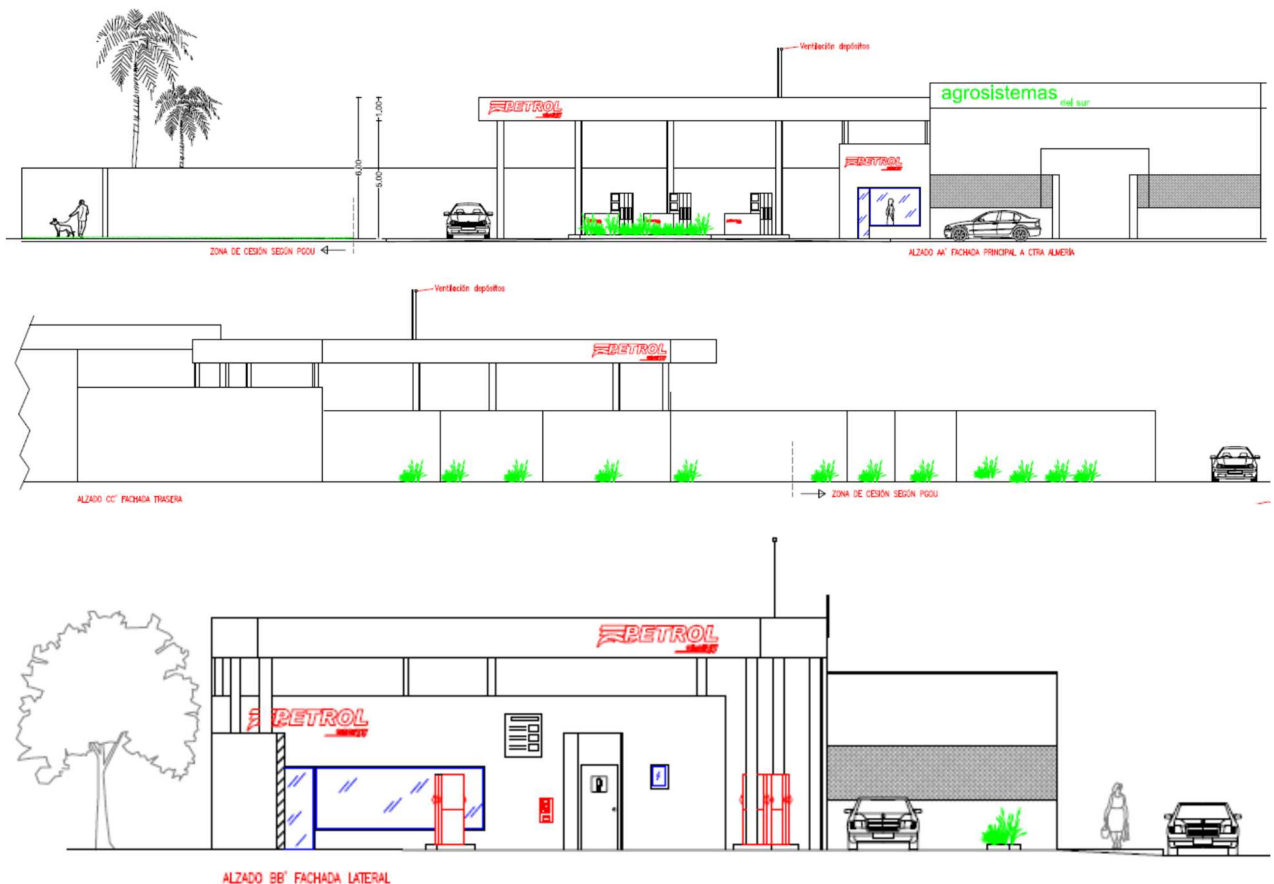 Ventilación depósitos
PETROL
agrosistemas
del sur
1,00
6,00
5,00
PETROL
ZONA DE CESIÓN SEGÚN PGOU
ALZADO AA' FACHADA PRINCIPAL A CTRA ALMERÍA
Ventilación depósitos
PETROL
ALZADO CC' FACHADA TRASERA
ZONA DE CESIÓN SEGÚN PGOU
PETROL
PETROL
ALZADO BB' FACHADA LATERAL